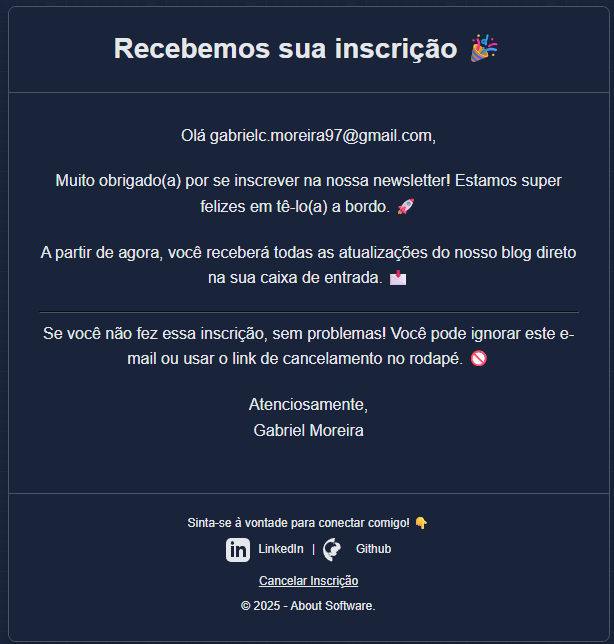 Recebemos sua inscrição 🎉
Olá gabrielc.moreira97@gmail.com,
Muito obrigado(a) por se inscrever na nossa newsletter! Estamos super
felizes em tê-lo(a) a bordo. 🚀
A partir de agora, você receberá todas as atualizações do nosso blog direto
na sua caixa de entrada. 📩
Se você não fez essa inscrição, sem problemas! Você pode ignorar este e-
mail ou usar o link de cancelamento no rodapé. 🚫
Atenciosamente,
Gabriel Moreira
Sinta-se à vontade para conectar comigo! 👇
in LinkedIn | Github
Cancelar Inscrição
© 2025 - About Software.